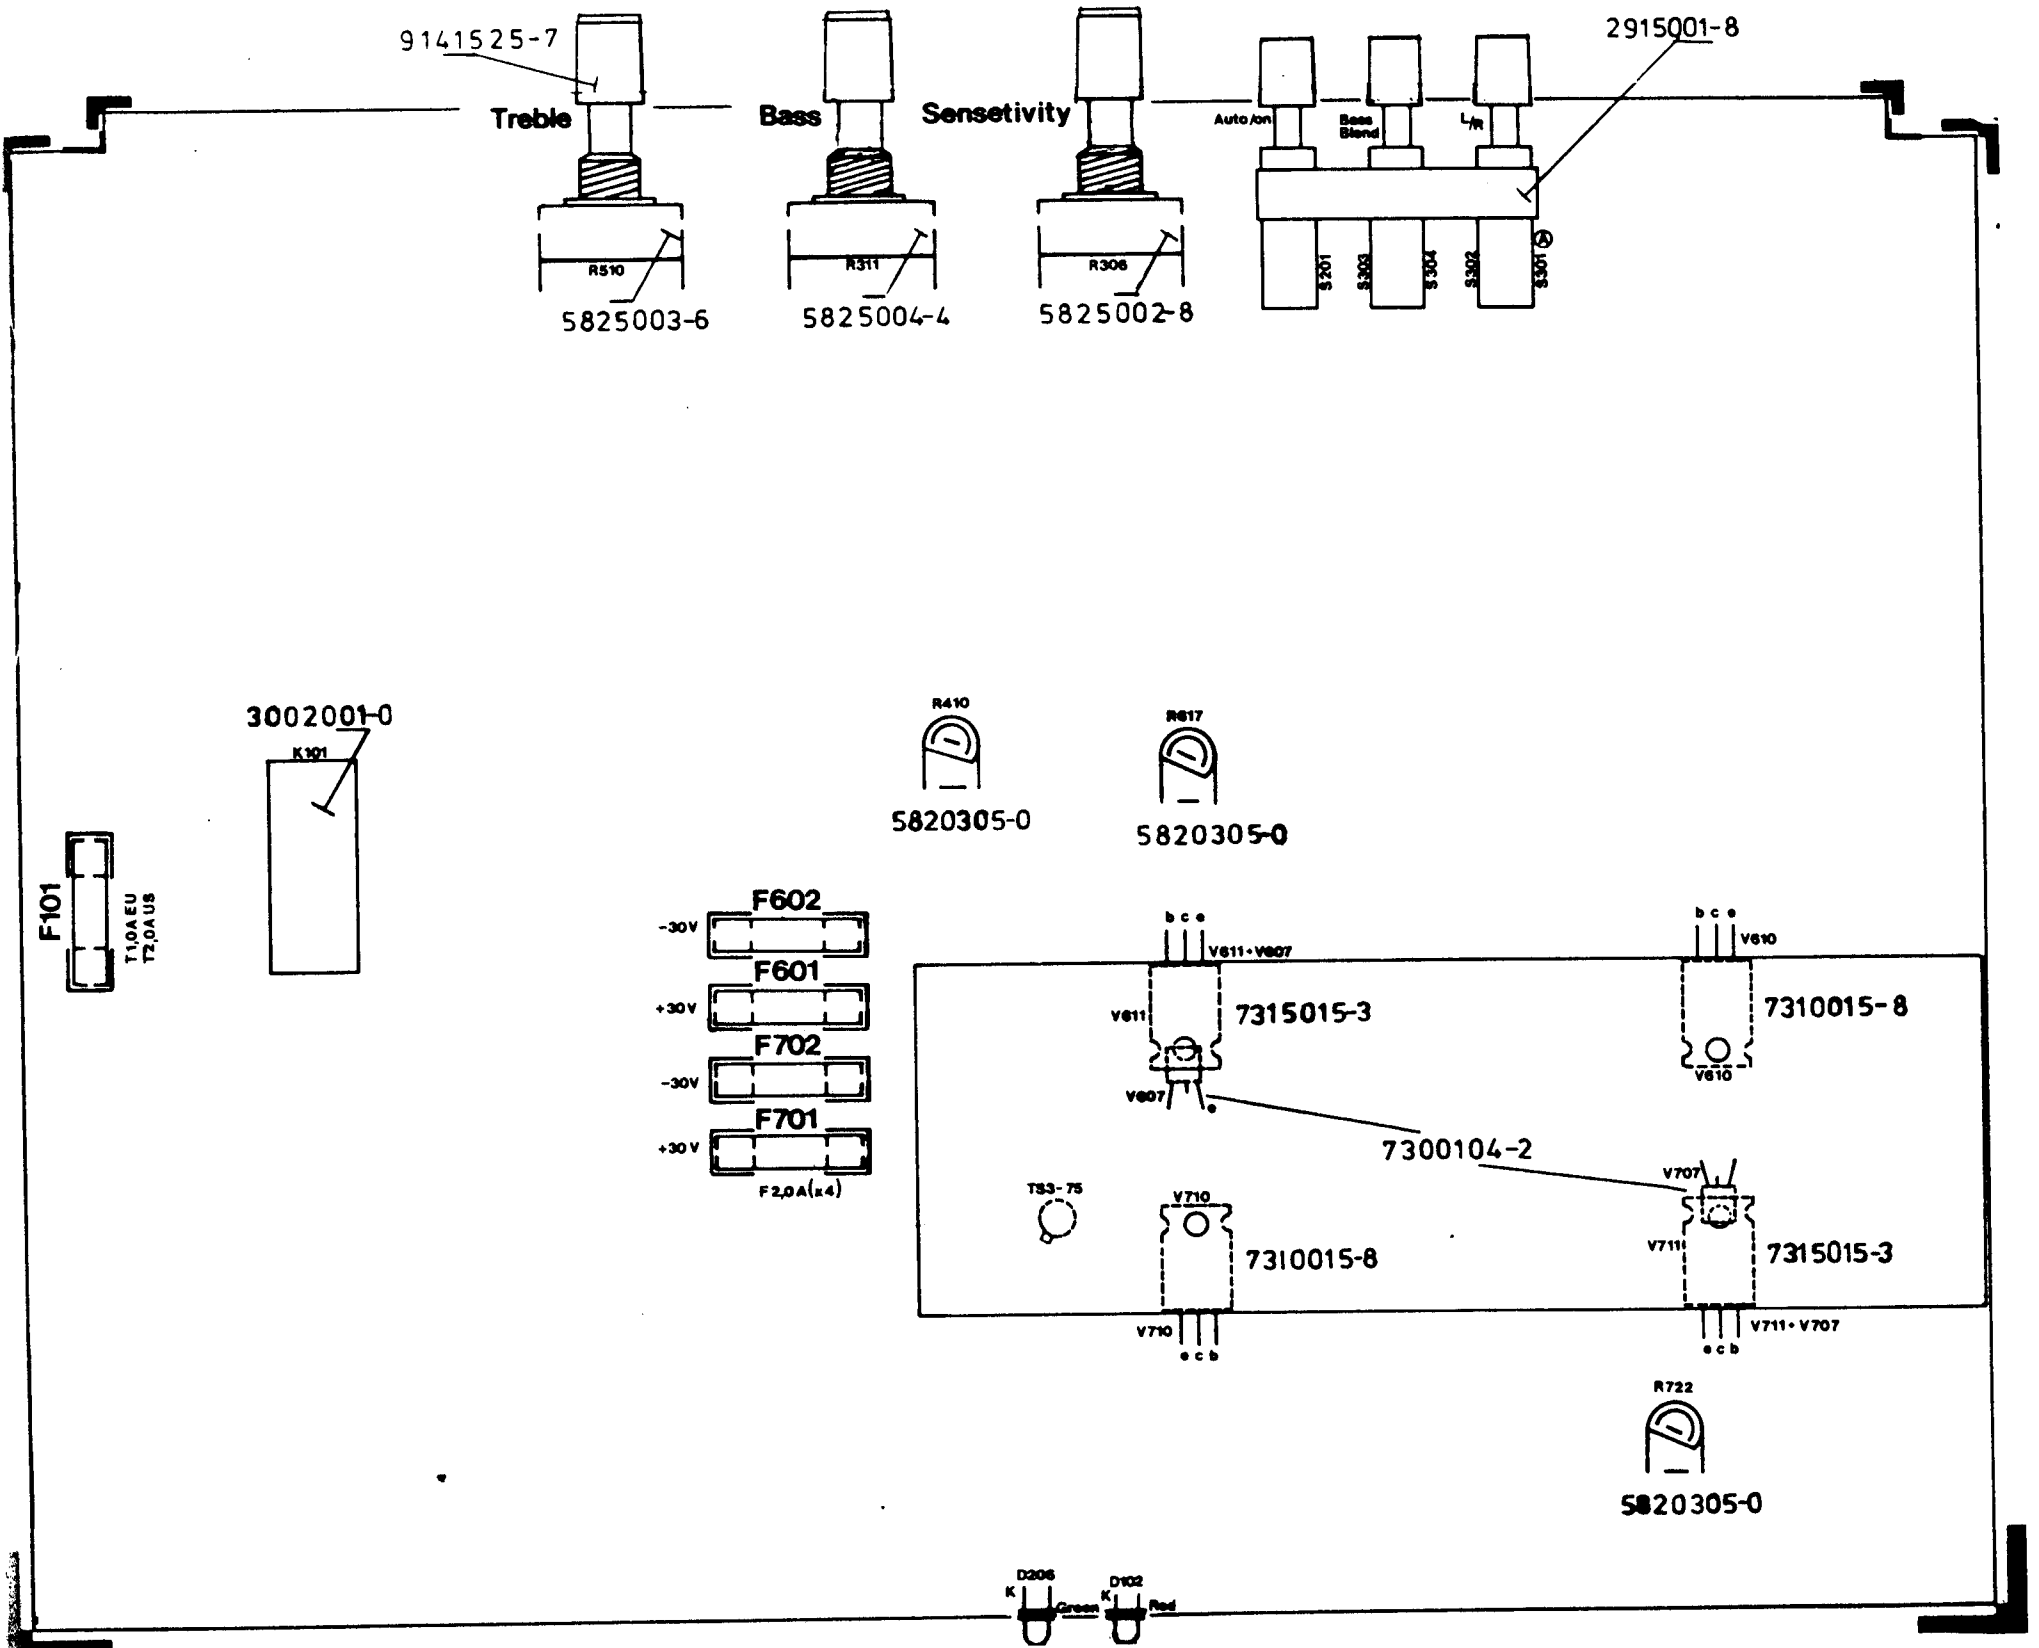 9141525-7
2915001-8
Treble
Bass
Sensetivity
Auto/on
Bass
Blend
L/R
R510
R311
R306
S201
S303
S304
S302
S301
A
5825003-6
5825004-4
5825002-8
3002001-0
K101
R410
R617
5820305-0
5820305-0
F101
T1,0A EU
T2,0A US
-30V
F602
+30V
F601
-30V
F702
+30V
F701
F2,0A(x4)
b c e
V611+V607
b c e
V610
V611
7315015-3
7310015-8
V610
V607
e
7300104-2
V707
TS3-75
V710
7310015-8
V711
7315015-3
V710
e c b
V711+V707
e c b
R722
5820305-0
D206
K
Green
D102
K
Red